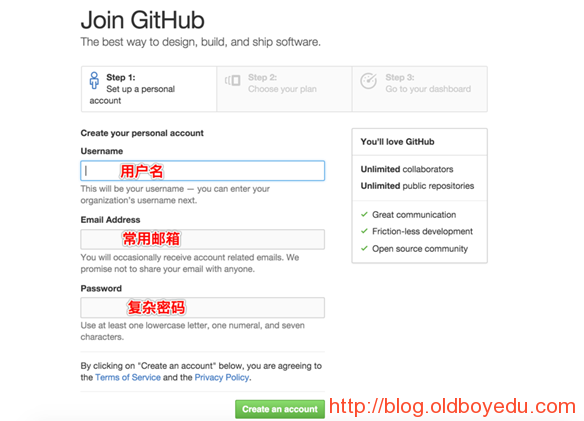 Join GitHub
The best way to design, build, and ship software.
Step 1:
Set up a personal
account
Step 2:
Choose your plan
Step 3:
Go to your dashboard
Create your personal account
Username
用户名
This will be your username — you can enter your
organization's username next.
Email Address
常用邮箱
You will occasionally receive account related emails. We
promise not to share your email with anyone.
Password
复杂密码
Use at least one lowercase letter, one numeral, and seven
characters.
By clicking on "Create an account" below, you are agreeing to
the Terms of Service and the Privacy Policy.
Create an account
You'll love GitHub
Unlimited collaborators
Unlimited public repositories
Great communication
Friction-less development
Open source community
http://blog.oldboyedu.com